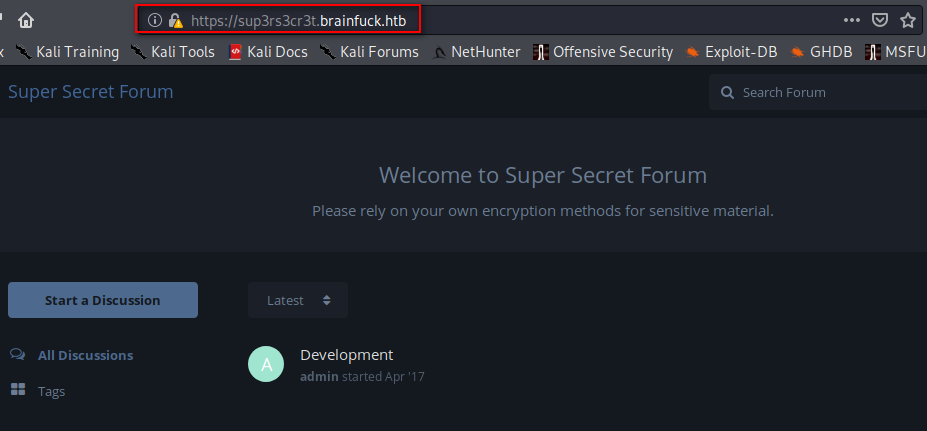 https://sup3rs3cr3t.brainfuck.htb
Kali Training Kali Tools Kali Docs Kali Forums NetHunter Offensive Security Exploit-DB GHDB MSFU
Super Secret Forum
Search Forum
Welcome to Super Secret Forum
Please rely on your own encryption methods for sensitive material.
Start a Discussion
Latest
All Discussions
A
Development
admin started Apr '17
Tags